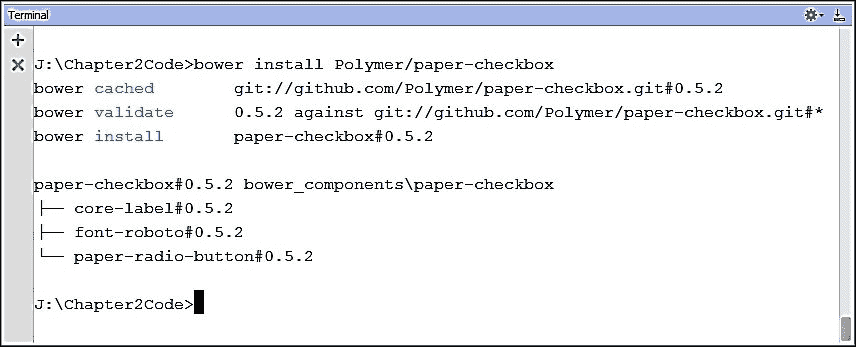 Terminal
J:\Chapter2Code>bower install Polymer/paper-checkbox
bower cached        git://github.com/Polymer/paper-checkbox.git#0.5.2
bower validate      0.5.2 against git://github.com/Polymer/paper-checkbox.git#*
bower install       paper-checkbox#0.5.2
paper-checkbox#0.5.2 bower_components\paper-checkbox
├── core-label#0.5.2
├── font-roboto#0.5.2
└── paper-radio-button#0.5.2
J:\Chapter2Code>